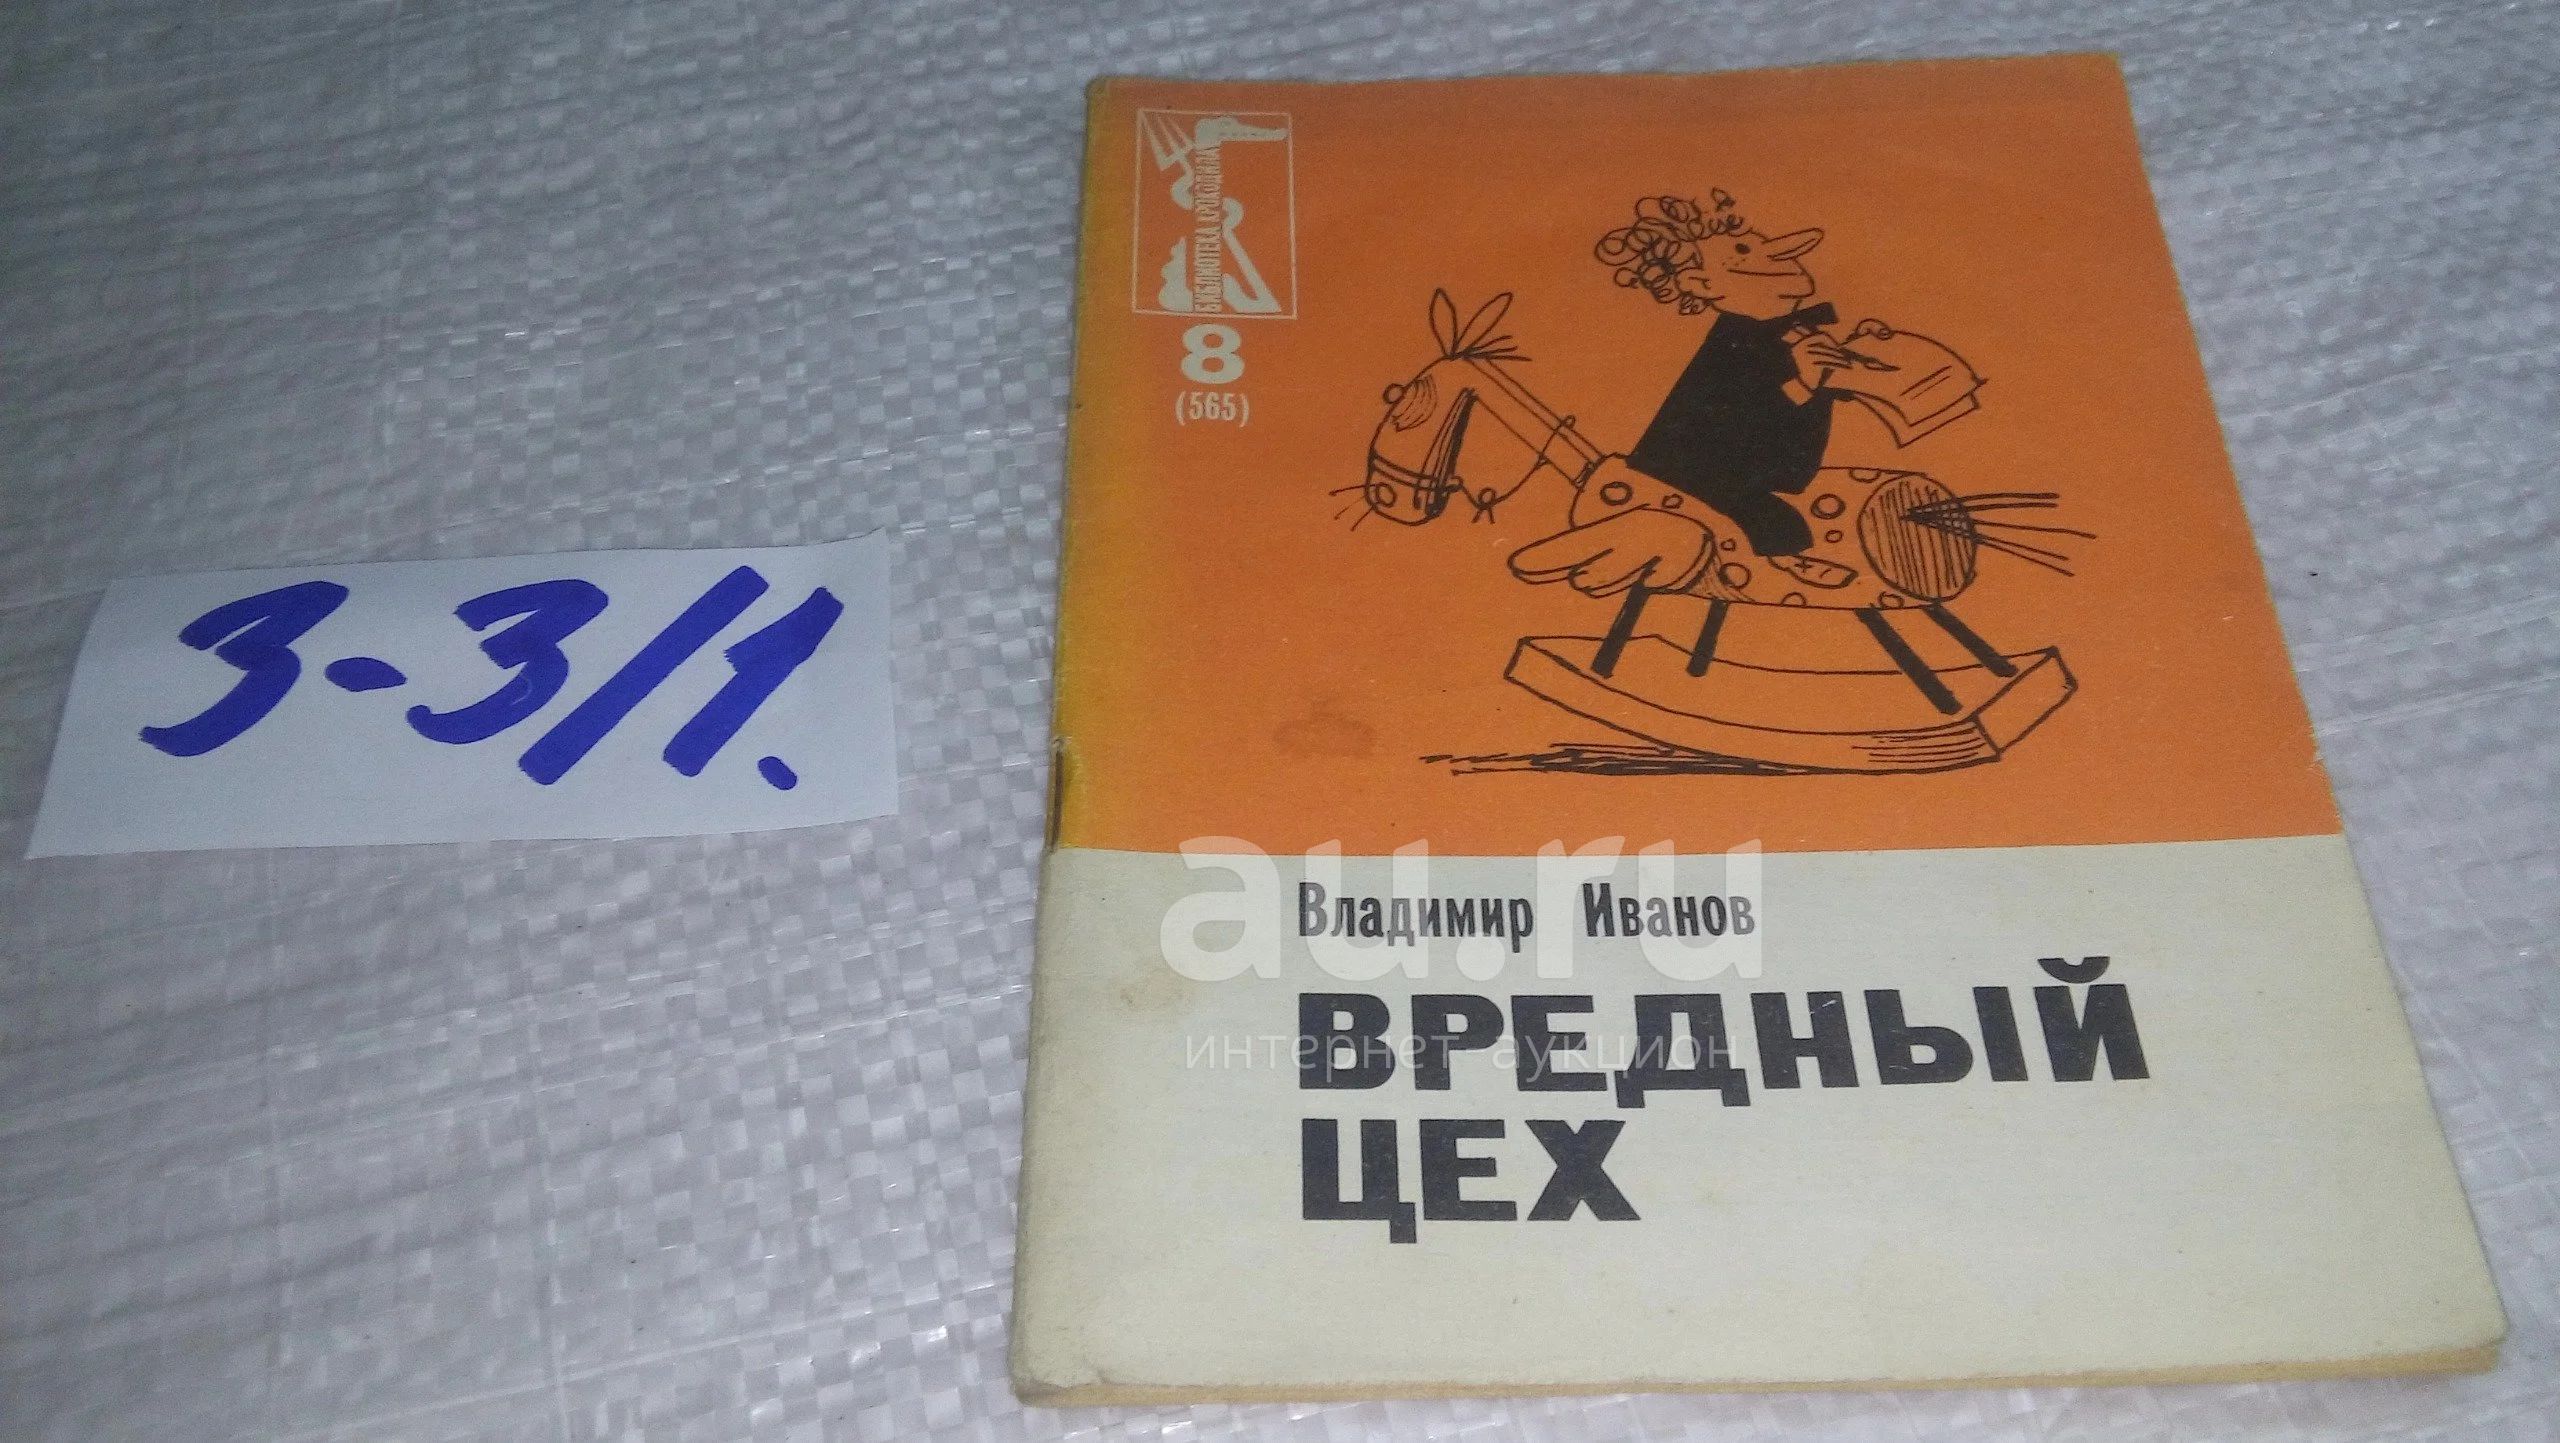 3-3/1.
БИБЛИОТЕКА КРОКОДИЛА
8
(565)
au.ru
Владимир Иванов
интернет-аукцион
ВРЕДНЫЙ
ЦЕХ